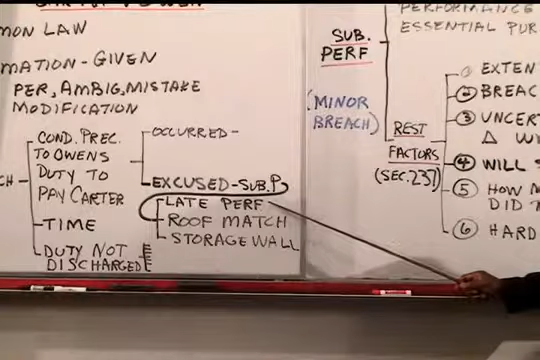 MON LAW
MATION - GIVEN
PER, AMBIG, MISTAKE
MODIFICATION
CH
COND. PREC.
TO OWENS
DUTY TO
PAY CARTER
OCCURRED -
EXCUSED - SUB. P
LATE PERF
ROOF MATCH
STORAGE WALL
TIME
DUTY NOT
DISCHARGED
PERFORMANCE
ESSENTIAL PUR
SUB.
PERF
(MINOR
BREACH)
REST
FACTORS
(SEC. 237)
1 EXTEN
2 BREAC
3 UNCERT
Δ W
4 WILL
5 HOW M
DID
6 HARD